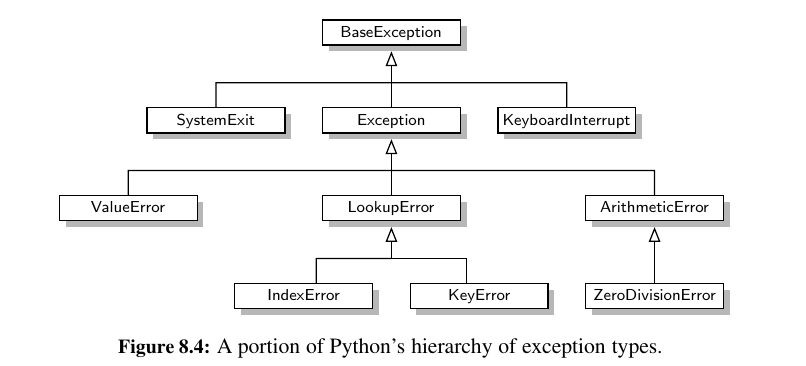 BaseException
SystemExit
Exception
KeyboardInterrupt
ValueError
LookupError
ArithmeticError
IndexError
KeyError
ZeroDivisionError
Figure 8.4: A portion of Python's hierarchy of exception types.